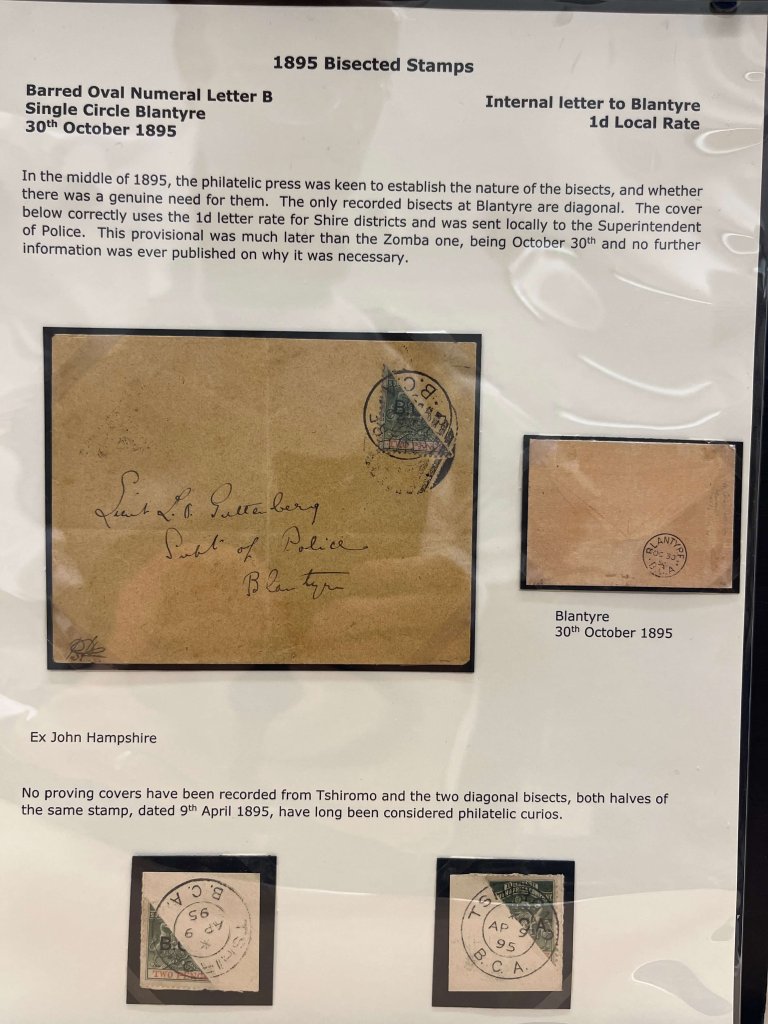 1895 Bisected Stamps
Barred Oval Numeral Letter B
Single Circle Blantyre
30th October 1895
Internal letter to Blantyre
1d Local Rate
In the middle of 1895, the philatelic press was keen to establish the nature of the bisects, and whether
there was a genuine need for them. The only recorded bisects at Blantyre are diagonal. The cover
below correctly uses the 1d letter rate for Shire districts and was sent locally to the Superintendent
of Police. This provisional was much later than the Zomba one, being October 30th and no further
information was ever published on why it was necessary.
B.C.
Lieut L.
Supt of Police
Blantyre
BLANTYRE
30
B.C.A.
Blantyre
30th October 1895
Ex John Hampshire
No proving covers have been recorded from Tshiromo and the two diagonal bisects, both halves of
the same stamp, dated 9th April 1895, have long been considered philatelic curios.
B.C.A.
AP 9
95
TWO
TS
AP 9
95
B.C.A.